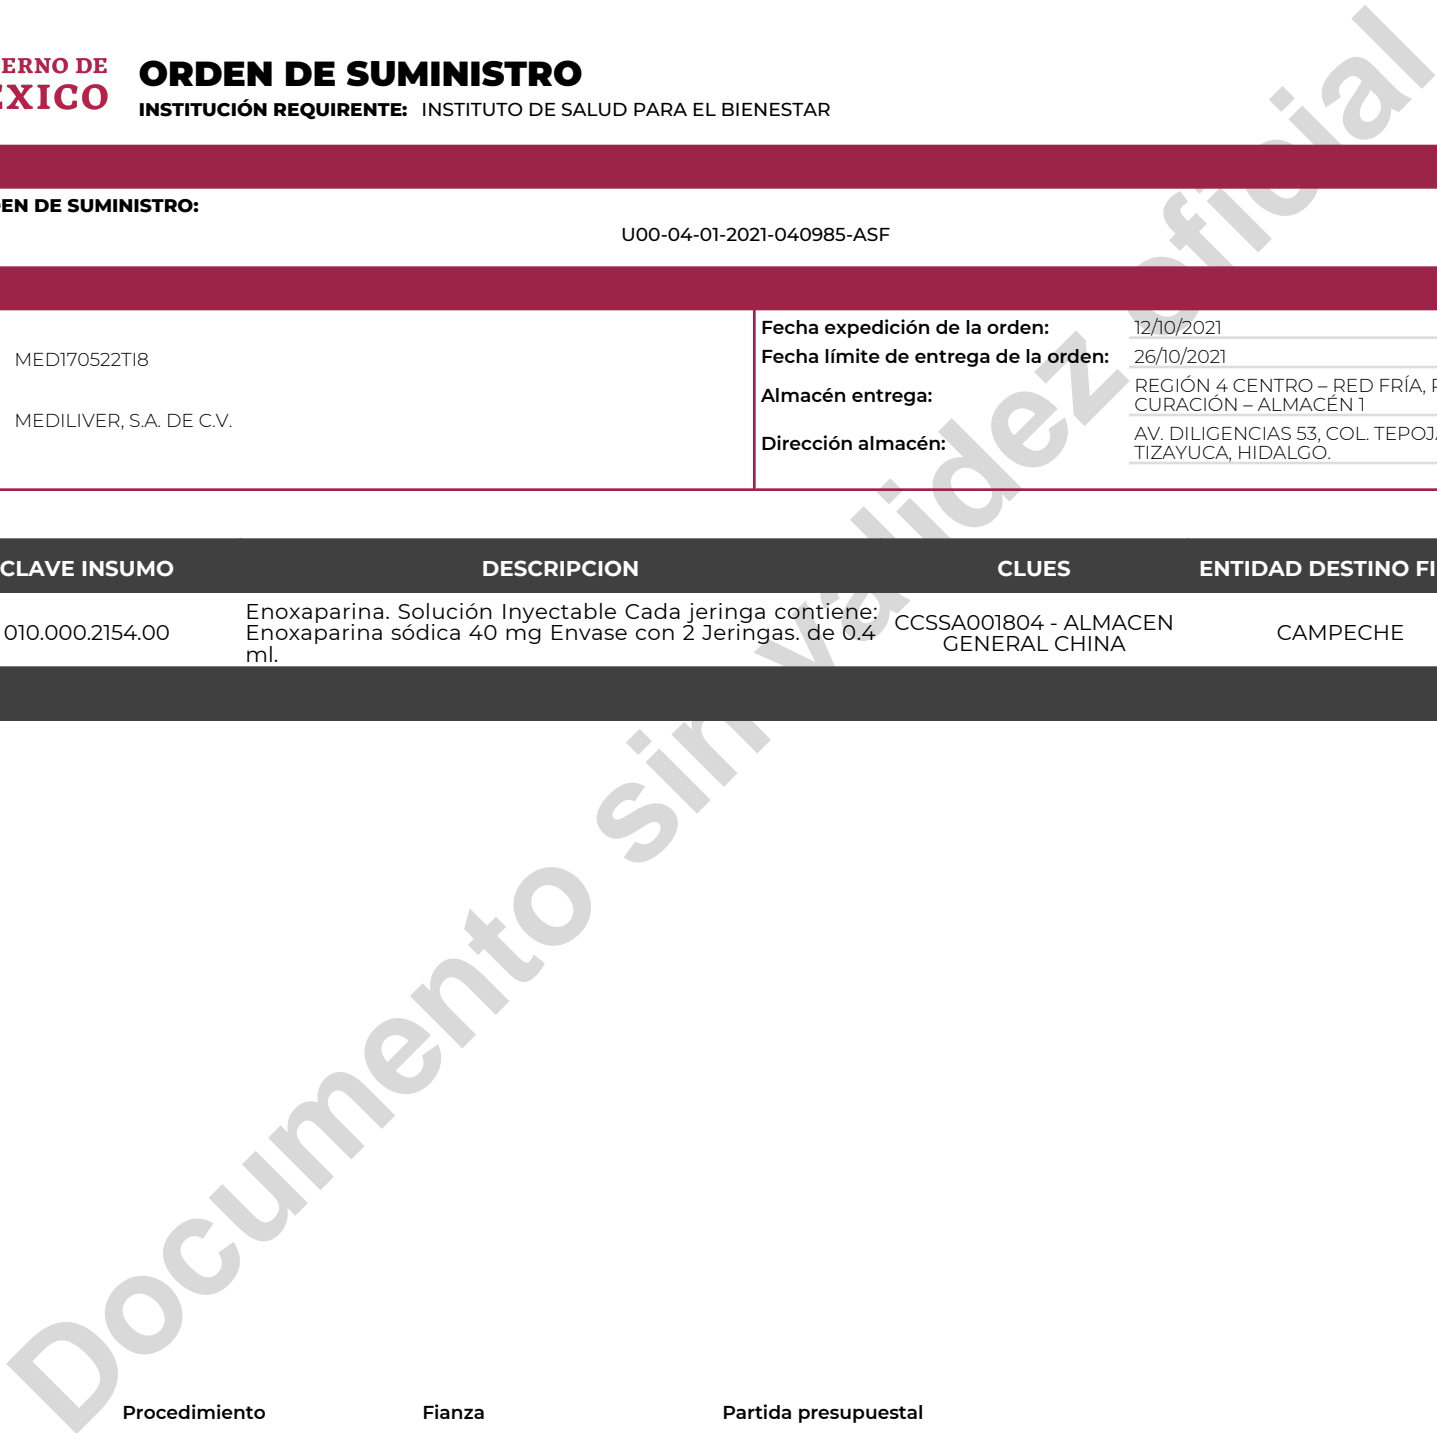 ERNO DE
ÉXICO
ORDEN DE SUMINISTRO
INSTITUCIÓN REQUIRENTE: INSTITUTO DE SALUD PARA EL BIENESTAR
EN DE SUMINISTRO:
U00-04-01-2021-040985-ASF
MED170522TI8
MEDILIVER, S.A. DE C.V.
Fecha expedición de la orden: 12/10/2021
Fecha límite de entrega de la orden: 26/10/2021
Almacén entrega: REGIÓN 4 CENTRO – RED FRÍA,
CURACIÓN – ALMACÉN 1
Dirección almacén: AV. DILIGENCIAS 53, COL. TEPOJ
TIZAYUCA, HIDALGO.
CLAVE INSUMO DESCRIPCION CLUES ENTIDAD DESTINO FI
010.000.2154.00
Enoxaparina. Solución Inyectable Cada jeringa contiene:
Enoxaparina sódica 40 mg Envase con 2 Jeringas. de 0.4
ml.
CCSSA001804 - ALMACEN
GENERAL CHINA
CAMPECHE
Documento sin validez oficial
Procedimiento Fianza Partida presupuestal